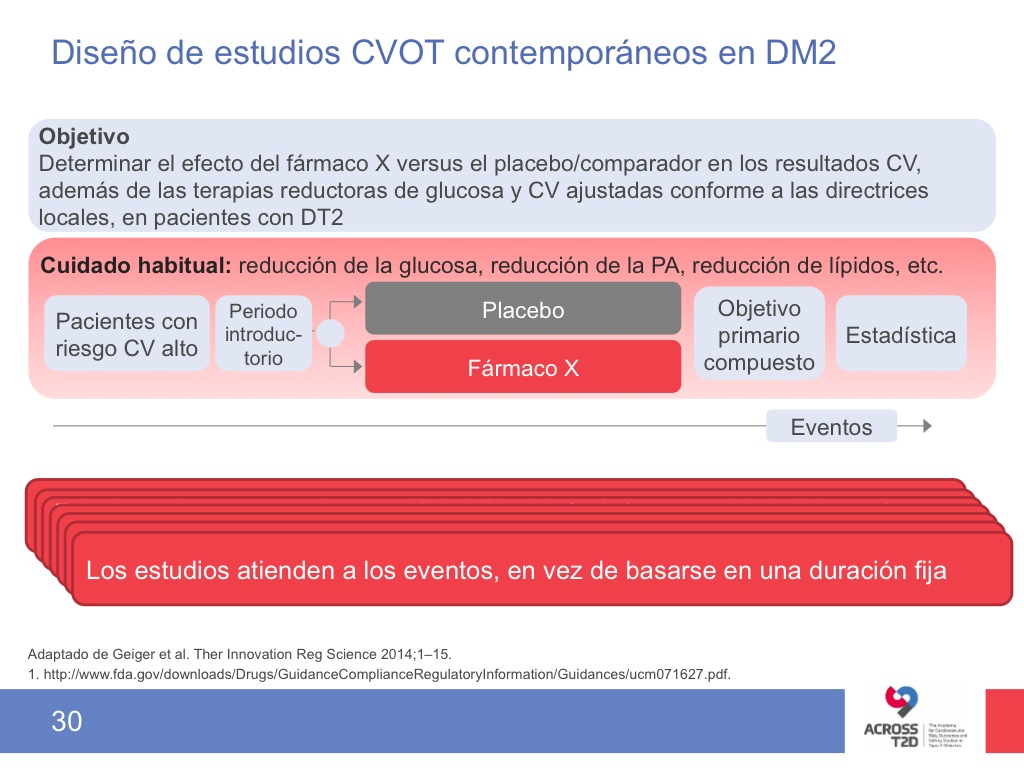 Diseño de estudios CVOT contemporáneos en DM2
Objetivo
Determinar el efecto del fármaco X versus el placebo/comparador en los resultados CV,
además de las terapias reductoras de glucosa y CV ajustadas conforme a las directrices
locales, en pacientes con DT2
Cuidado habitual: reducción de la glucosa, reducción de la PA, reducción de lípidos, etc.
Pacientes con
riesgo CV alto
Periodo
introduc-
torio
Placebo
Fármaco X
Objetivo
primario
compuesto
Estadística
Eventos
Los estudios atienden a los eventos, en vez de basarse en una duración fija
Adaptado de Geiger et al. Ther Innovation Reg Science 2014;1–15.
1. http://www.fda.gov/downloads/Drugs/GuidanceComplianceRegulatoryInformation/Guidances/ucm071627.pdf.
30
ACROSS
T2D
The Academy
for Cardiovascular
Risk, Outcomes and
Safety Studies in
Type 2 Diabetes